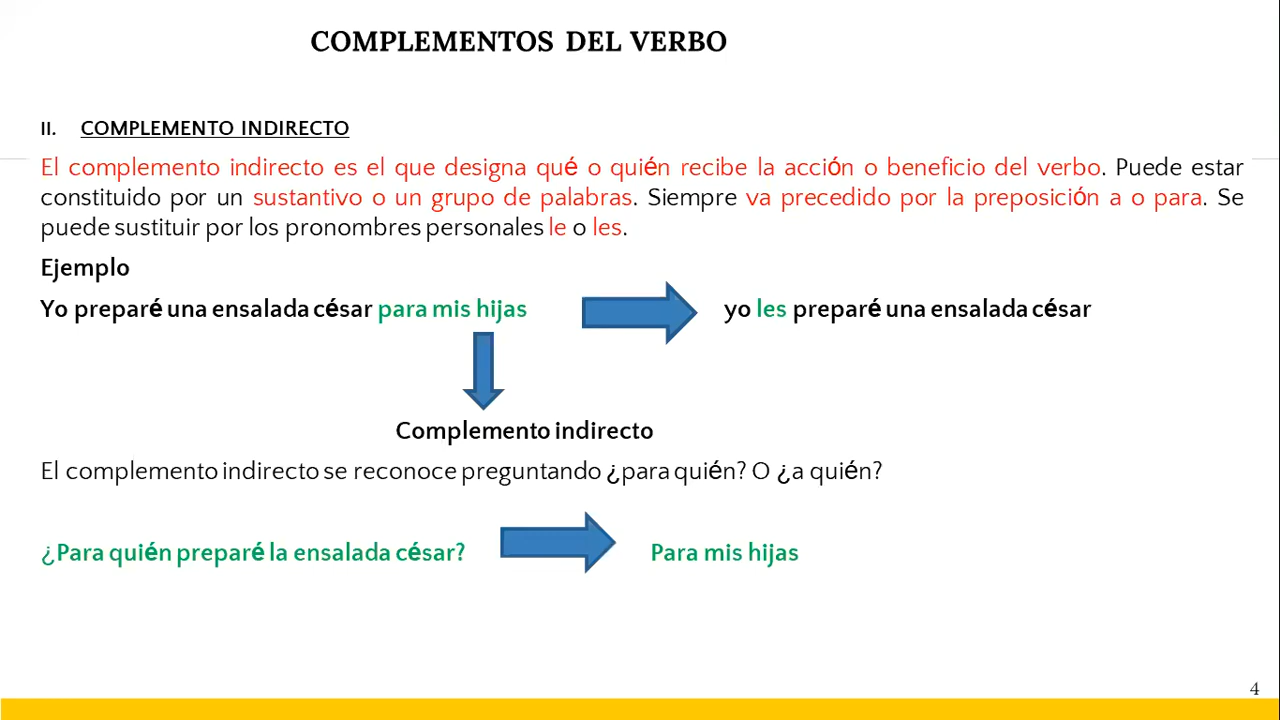 COMPLEMENTOS DEL VERBO
II. COMPLEMENTO INDIRECTO
El complemento indirecto es el que designa qué o quién recibe la acción o beneficio del verbo. Puede estar
constituido por un sustantivo o un grupo de palabras. Siempre va precedido por la preposición a o para. Se
puede sustituir por los pronombres personales le o les.
Ejemplo
Yo preparé una ensalada césar para mis hijas yo les preparé una ensalada césar
Complemento indirecto
El complemento indirecto se reconoce preguntando ¿para quién? O ¿a quién?
¿Para quién preparé la ensalada césar? Para mis hijas
4